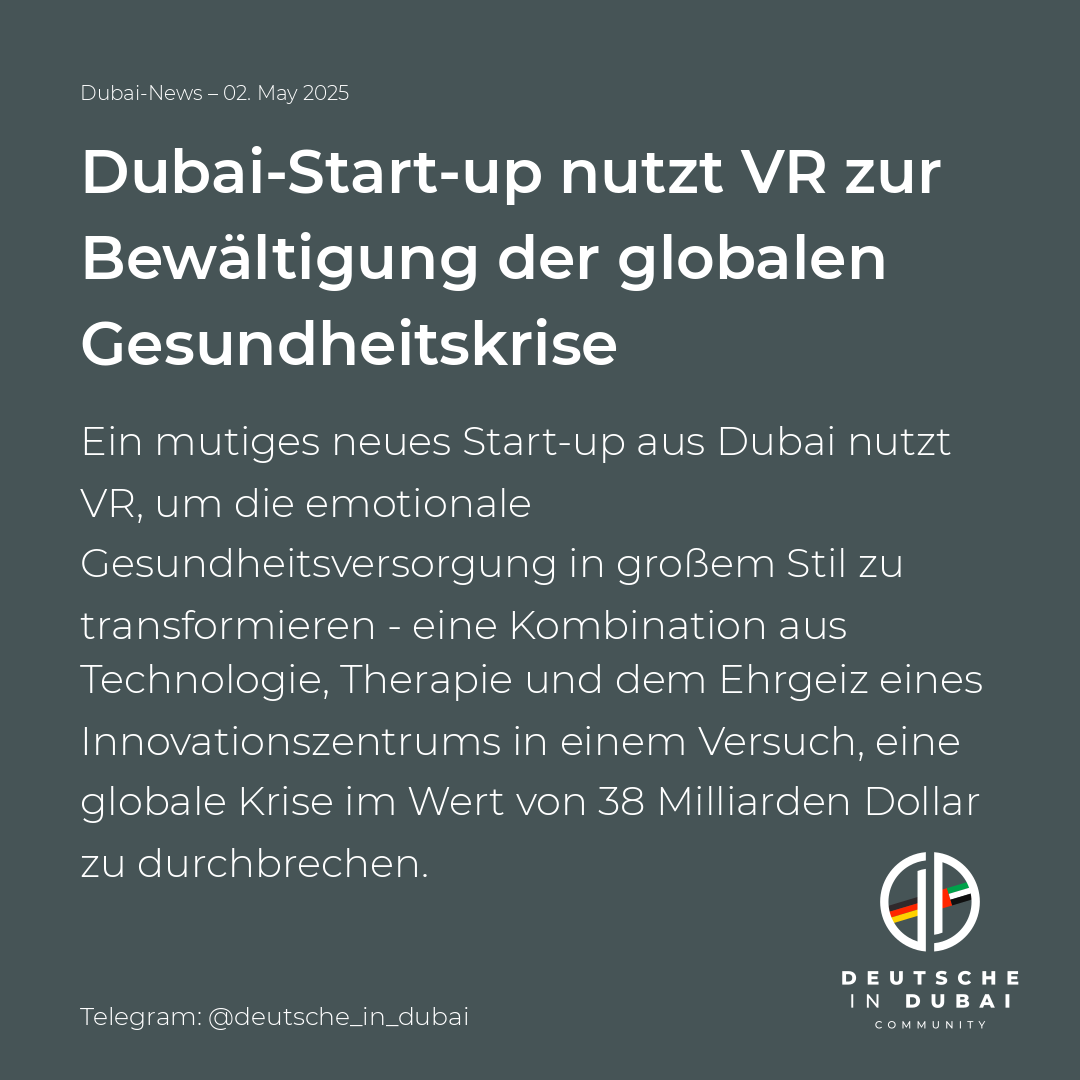 Dubai-News – 02. May 2025
Dubai-Start-up nutzt VR zur
Bewältigung der globalen
Gesundheitskrise
Ein mutiges neues Start-up aus Dubai nutzt
VR, um die emotionale
Gesundheitsversorgung in großem Stil zu
transformieren - eine Kombination aus
Technologie, Therapie und dem Ehrgeiz eines
Innovationszentrums in einem Versuch, eine
globale Krise im Wert von 38 Milliarden Dollar
zu durchbrechen.
DEUTSCHE
IN DUBAI
COMMUNITY
Telegram: @deutsche_in_dubai